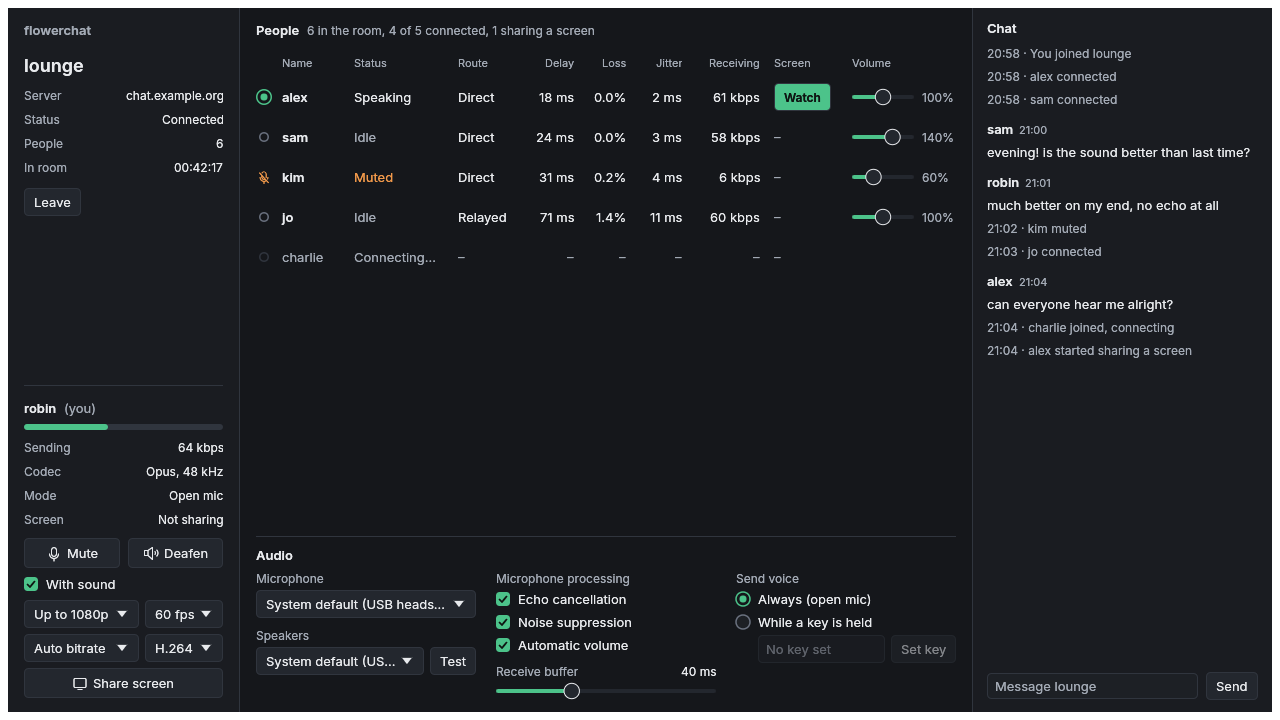 flowerchat
lounge
Server chat.example.org
Status Connected
People 6
In room 00:42:17
Leave
robin (you)
Sending 64 kbps
Codec Opus, 48 kHz
Mode Open mic
Screen Not sharing
Mute Deafen
With sound
Up to 1080p 60 fps
Auto bitrate H.264
Share screen
People 6 in the room, 4 of 5 connected, 1 sharing a screen
Name Status Route Delay Loss Jitter Receiving Screen Volume
alex Speaking Direct 18 ms 0.0% 2 ms 61 kbps Watch 100%
sam Idle Direct 24 ms 0.0% 3 ms 58 kbps – 140%
kim Muted Direct 31 ms 0.2% 4 ms 6 kbps – 60%
jo Idle Relayed 71 ms 1.4% 11 ms 60 kbps – 100%
charlie Connecting... – – – – – –
Audio
Microphone
System default (USB heads...
Speakers
System default (US... Test
Microphone processing
Echo cancellation
Noise suppression
Automatic volume
Receive buffer 40 ms
Send voice
Always (open mic)
While a key is held
No key set Set key
Chat
20:58 · You joined lounge
20:58 · alex connected
20:58 · sam connected
sam 21:00
evening! is the sound better than last time?
robin 21:01
much better on my end, no echo at all
21:02 · kim muted
21:03 · jo connected
alex 21:04
can everyone hear me alright?
21:04 · charlie joined, connecting
21:04 · alex started sharing a screen
Message lounge Send